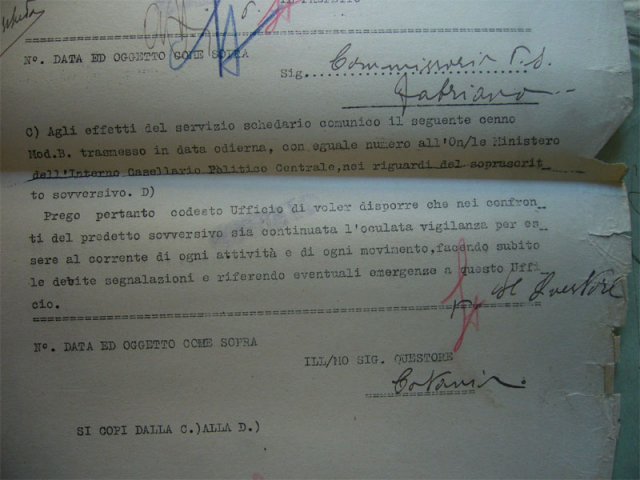 IL PREFETTO
N°. DATA ED OGGETTO COME SOPRA
Sig. Commissario P.S.
Fabriano
C) Agli effetti del servizio schedario comunico il seguente cenno
Mod.B. trasmesso in data odierna, con eguale numero all'On/le Ministero
dell'Interno Casellario Politico Centrale,nei riguardi del soprascrit_
to sovversivo. D)
Prego pertanto codesto Ufficio di voler disporre che nei confron_
ti del predetto sovversivo sia continuata l'oculata vigilanza per es_
sere al corrente di ogni attività e di ogni movimento,facendo subito
le debite segnalazioni e riferendo eventuali emergenze a questo Uffi_
cio.
Il Questore
N°. DATA ED OGGETTO COME SOPRA
ILL/MO SIG. QUESTORE
Catania
SI COPI DALLA C.)ALLA D.)